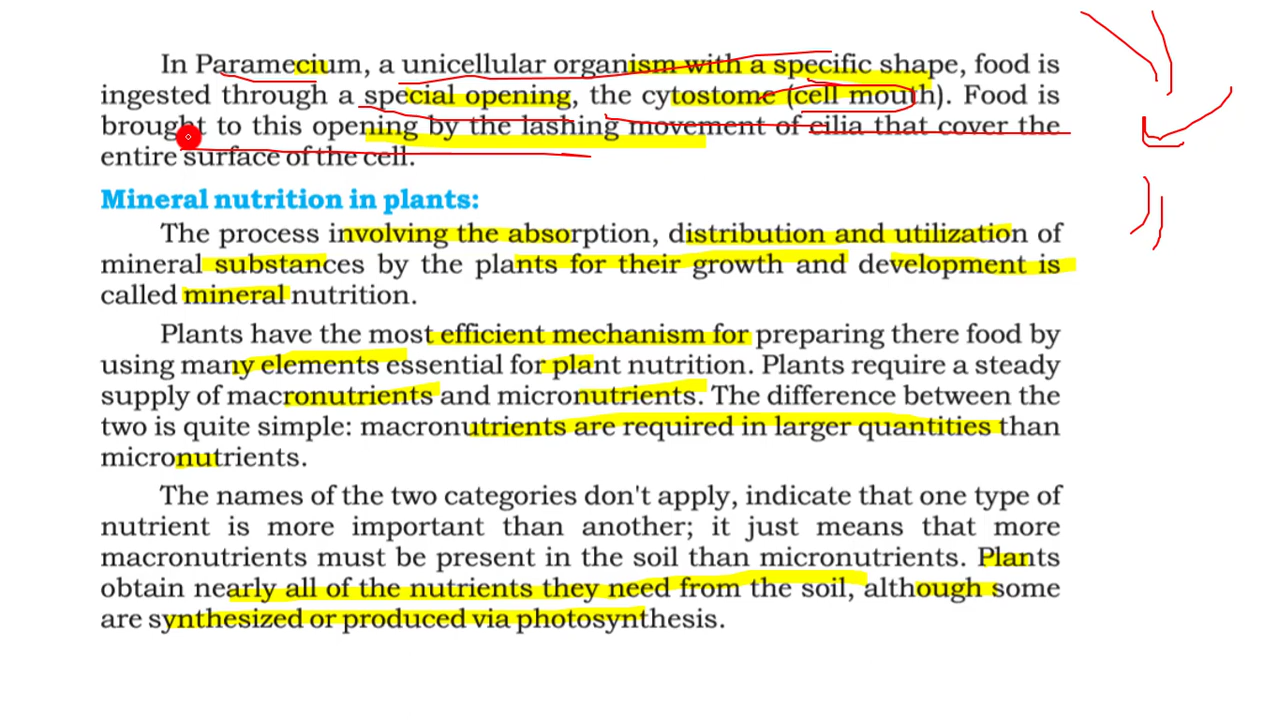 In Paramecium, a unicellular organism with a specific shape, food is
ingested through a special opening, the cytostome (cell mouth). Food is
brought to this opening by the lashing movement of cilia that cover the
entire surface of the cell.
Mineral nutrition in plants:
The process involving the absorption, distribution and utilization of
mineral substances by the plants for their growth and development is
called mineral nutrition.
Plants have the most efficient mechanism for preparing there food by
using many elements essential for plant nutrition. Plants require a steady
supply of macronutrients and micronutrients. The difference between the
two is quite simple: macronutrients are required in larger quantities than
micronutrients.
The names of the two categories don't apply, indicate that one type of
nutrient is more important than another; it just means that more
macronutrients must be present in the soil than micronutrients. Plants
obtain nearly all of the nutrients they need from the soil, although some
are synthesized or produced via photosynthesis.